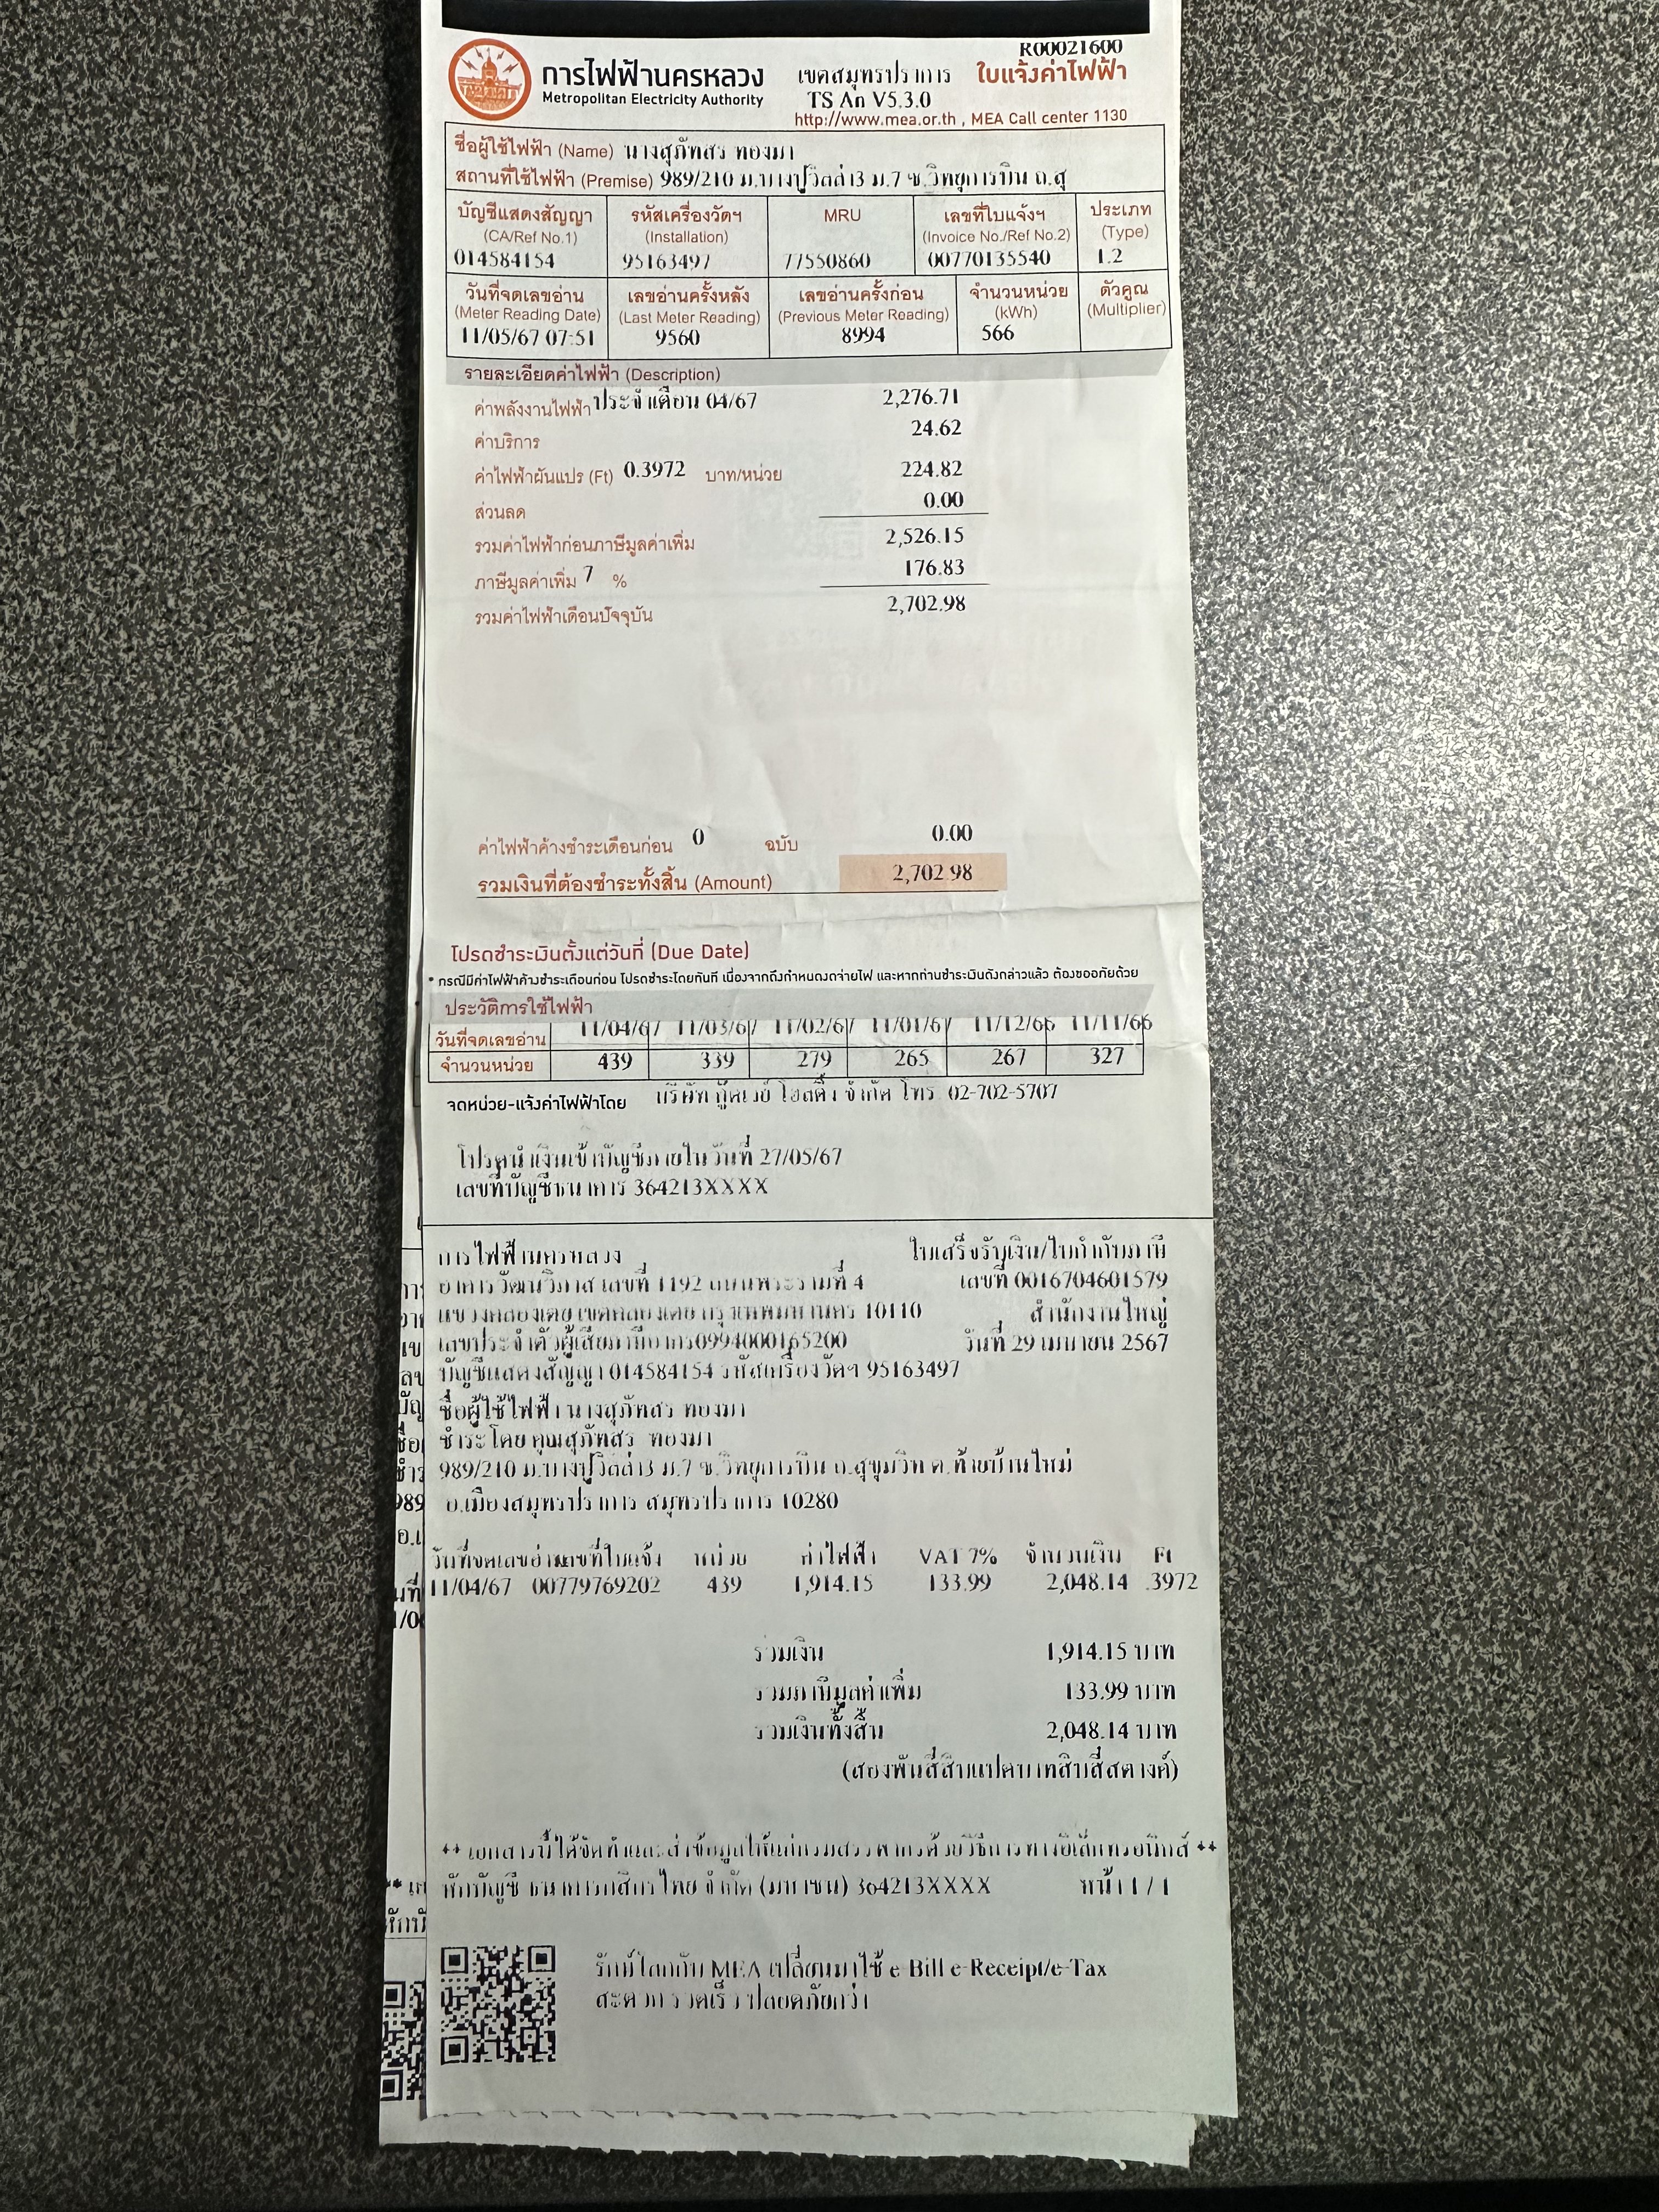 R00021600
การไฟฟ้านครหลวง เขตสมุทรปราการ ใบแจ้งค่าไฟฟ้า
Metropolitan Electricity Authority TS An V5.3.0
http://www.mea.or.th , MEA Call center 1130
ชื่อผู้ใช้ไฟฟ้า (Name) นางสุภัทสร ทองมา
สถานที่ใช้ไฟฟ้า (Premise) 989/210 ม.บางปูวิลล่า3 ม.7 ซ.วิทยุการบิน ถ.สุ
บัญชีแสดงสัญญา รหัสเครื่องวัดฯ MRU เลขที่ใบแจ้งฯ ประเภท
(CA/Ref No.1) (Installation) (Invoice No./Ref No.2) (Type)
014584154 95163497 77550860 00770135540 1.2
วันที่จดเลขอ่าน เลขอ่านครั้งหลัง เลขอ่านครั้งก่อน จำนวนหน่วย ตัวคูณ
(Meter Reading Date) (Last Meter Reading) (Previous Meter Reading) (kWh) (Multiplier)
11/05/67 07:51 9560 8994 566
รายละเอียดค่าไฟฟ้า (Description)
ค่าพลังงานไฟฟ้า ประจำเดือน 04/67 2,276.71
ค่าบริการ 24.62
ค่าไฟฟ้าผันแปร (Ft) 0.3972 บาท/หน่วย 224.82
ส่วนลด 0.00
รวมค่าไฟฟ้าก่อนภาษีมูลค่าเพิ่ม 2,526.15
ภาษีมูลค่าเพิ่ม 7 % 176.83
รวมค่าไฟฟ้าเดือนปัจจุบัน 2,702.98
ค่าไฟฟ้าค้างชำระเดือนก่อน 0 ฉบับ 0.00
รวมเงินที่ต้องชำระทั้งสิ้น (Amount) 2,702.98
โปรดชำระเงินตั้งแต่วันที่ (Due Date)
* กรณีมีค่าไฟฟ้าค้างชำระเดือนก่อน โปรดชำระโดยทันที เนื่องจากถึงกำหนดงดจ่ายไฟ และหากท่านชำระเงินดังกล่าวแล้ว ต้องขออภัยด้วย
ประวัติการใช้ไฟฟ้า
วันที่จดเลขอ่าน 11/04/67 11/03/67 11/02/67 11/01/67 11/12/66 11/11/66
จำนวนหน่วย 439 339 279 265 267 327
จดหน่วย-แจ้งค่าไฟฟ้าโดย บริษัท กู๊ดเวย์ โฮลดิ้ง จำกัด โทร 02-702-5707
โปรดนำเงินเข้าบัญชีภายในวันที่ 27/05/67
เลขที่บัญชีธนาคาร 364213XXXX
การไฟฟ้านครหลวง ใบเสร็จรับเงิน/ใบกำกับภาษี
อาคารวัฒนวิภาส เลขที่ 1192 ถนนพระรามที่ 4 เลขที่ 0016704601579
แขวงคลองเตย เขตคลองเตย กรุงเทพมหานคร 10110 สำนักงานใหญ่
เลขประจำตัวผู้เสียภาษีอากร0994000165200 วันที่ 29 เมษายน 2567
บัญชีแสดงสัญญา 014584154 รหัสเครื่องวัดฯ 95163497
ชื่อผู้ใช้ไฟฟ้า นางสุภัทสร ทองมา
ชำระโดย คุณสุภัทสร ทองมา
989/210 ม.บางปูวิลล่า3 ม.7 ซ.วิทยุการบิน ถ.สุขุมวิท ต.ท้ายบ้านใหม่
อ.เมืองสมุทรปราการ สมุทรปราการ 10280
วันที่จดเลขอ่าน เลขที่ใบแจ้ง หน่วย ค่าไฟฟ้า VAT 7% จำนวนเงิน Ft
11/04/67 00779769202 439 1,914.15 133.99 2,048.14 .3972
รวมเงิน 1,914.15 บาท
รวมภาษีมูลค่าเพิ่ม 133.99 บาท
รวมเงินทั้งสิ้น 2,048.14 บาท
(สองพันสี่สิบแปดบาทสิบสี่สตางค์)
** เอกสารนี้ได้จัดทำและส่งข้อมูลให้แก่กรมสรรพากรด้วยวิธีการทางอิเล็กทรอนิกส์ **
หักบัญชี ธนาคารกสิกรไทย จำกัด (มหาชน) 364213XXXX หน้า 1 / 1
รักษ์โลกกับ MEA เปลี่ยนมาใช้ e-Bill e-Receipt/e-Tax
สะดวก รวดเร็ว ปลอดภัยกว่า